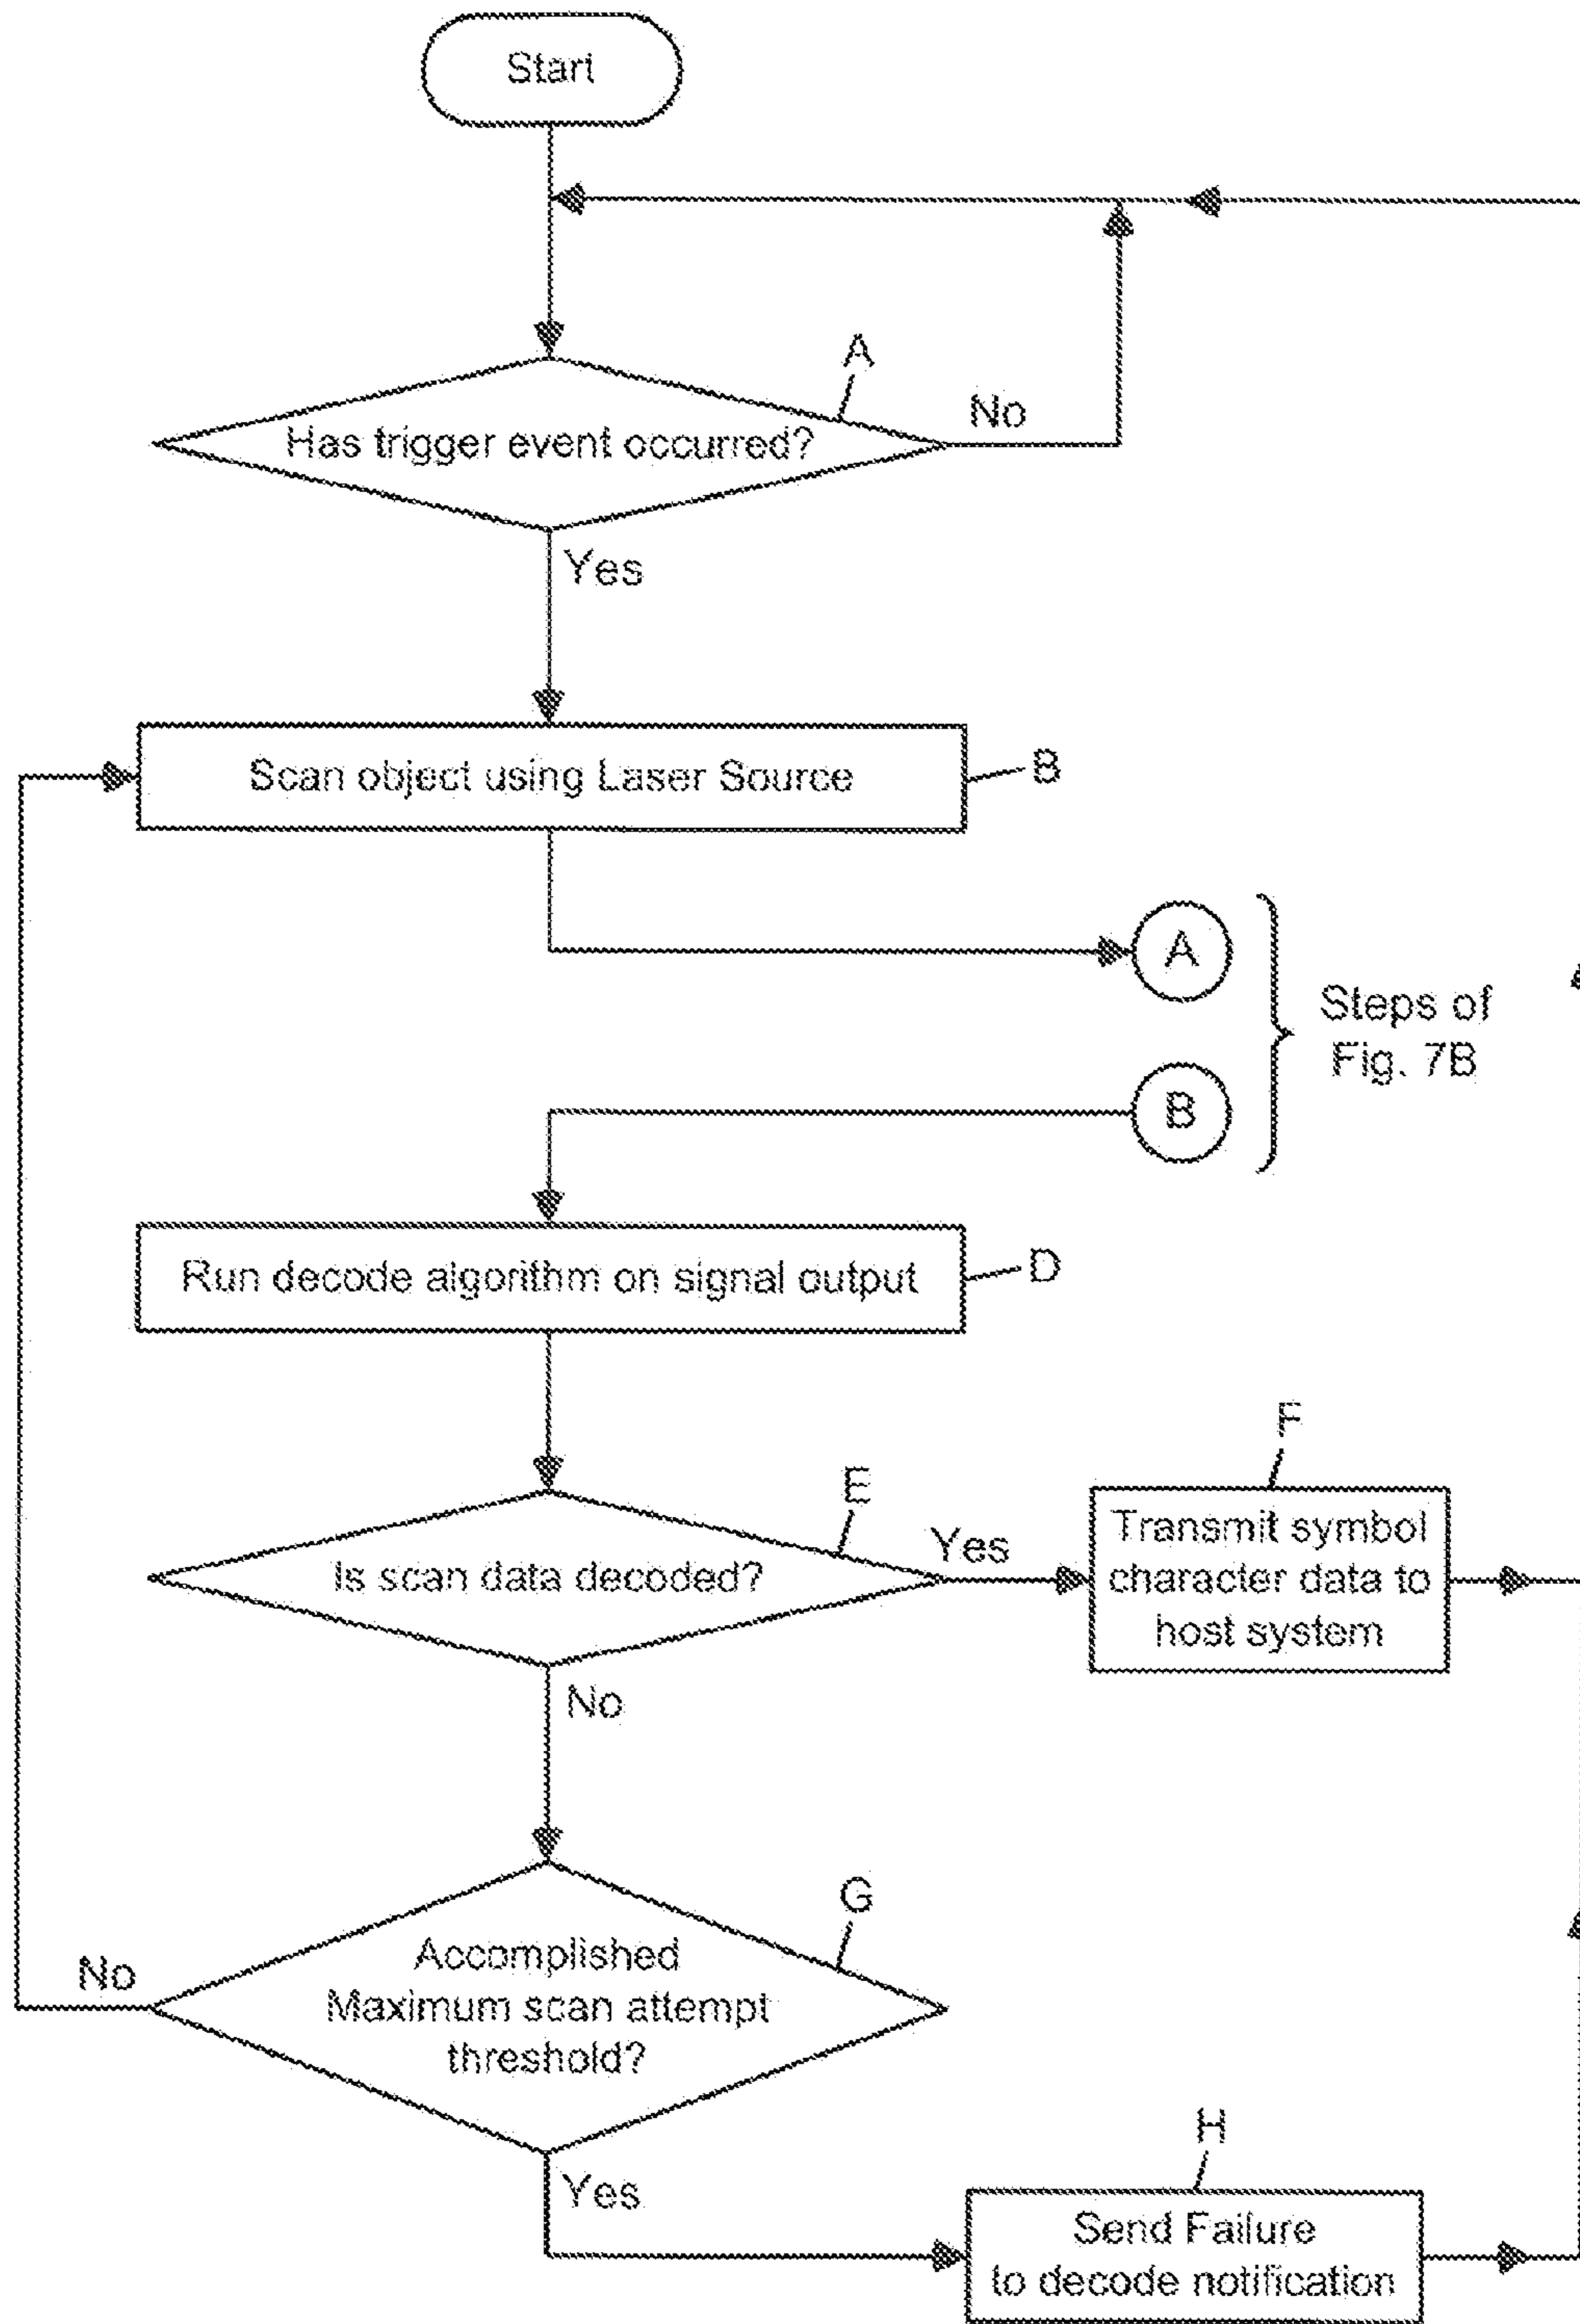 Start
A
Has trigger event occurred?
No
Yes
Scan object using Laser Source
B
A
Steps of
Fig. 7B
B
Run decode algorithm on signal output
D
E
Is scan data decoded?
Yes
F
Transmit symbol
character data to
host system
No
G
Accomplished
Maximum scan attempt
threshold?
No
Yes
H
Send Failure
to decode notification